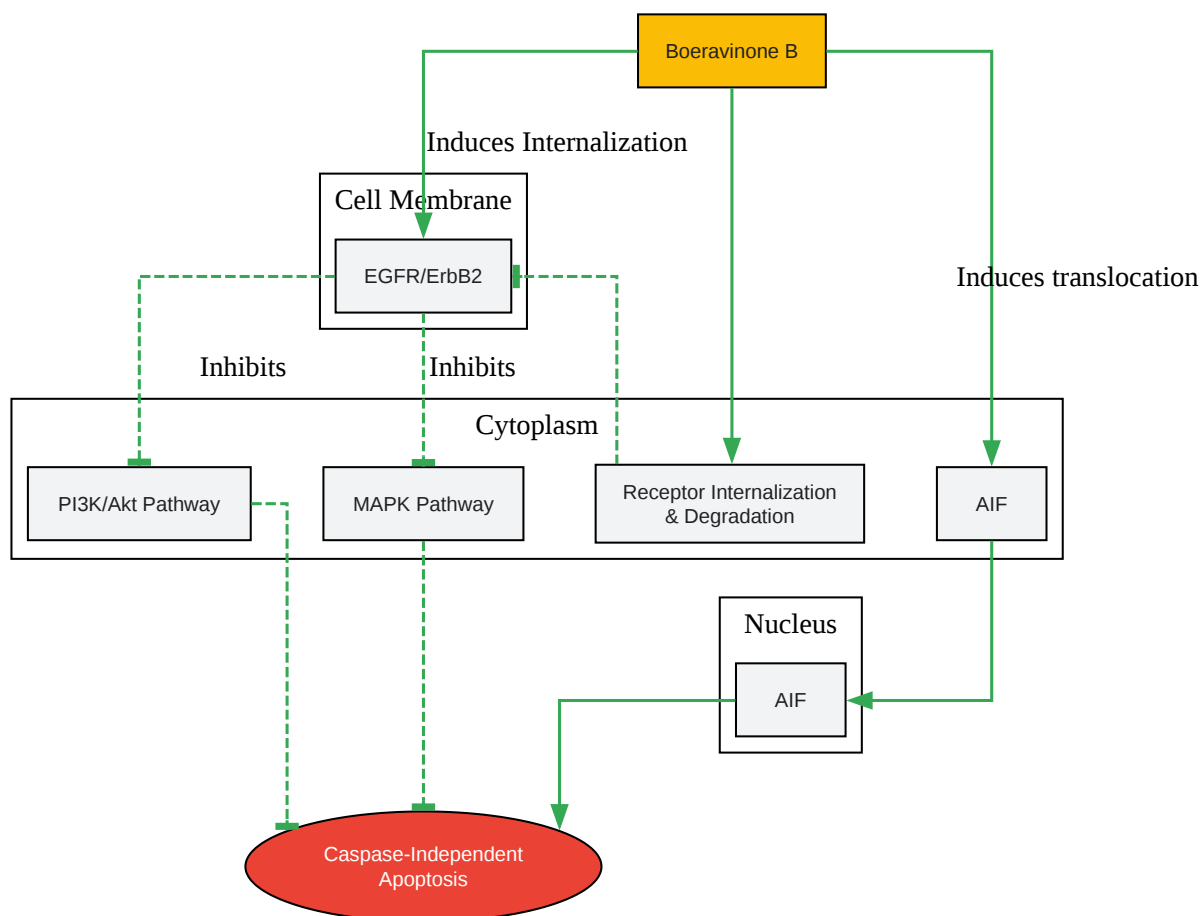 Boeravinone B
Induces Internalization
Cell Membrane
EGFR/ErbB2
Induces translocation
Inhibits
Inhibits
Cytoplasm
PI3K/Akt Pathway
MAPK Pathway
Receptor Internalization
& Degradation
AIF
Nucleus
AIF
Caspase-Independent
Apoptosis